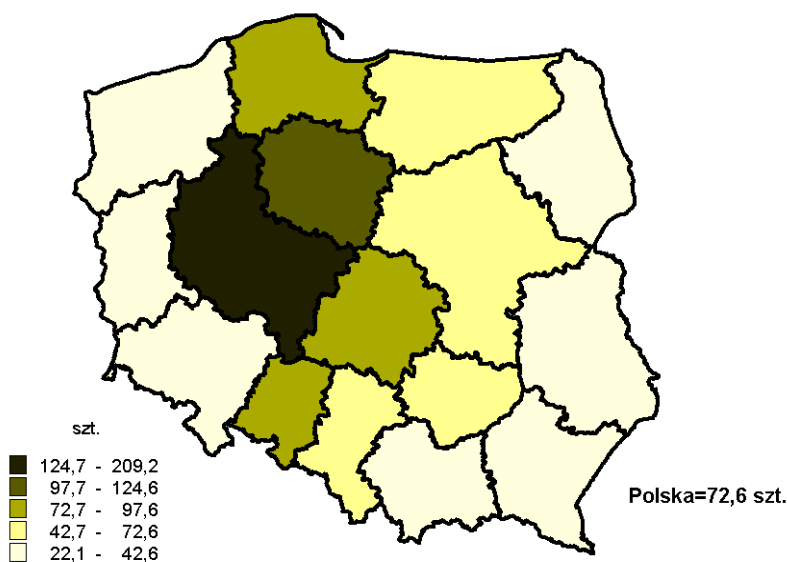 szt.
124,7 - 209,2
97,7 - 124,6
72,7 - 97,6
42,7 - 72,6
22,1 - 42,6
Polska=72,6 szt.